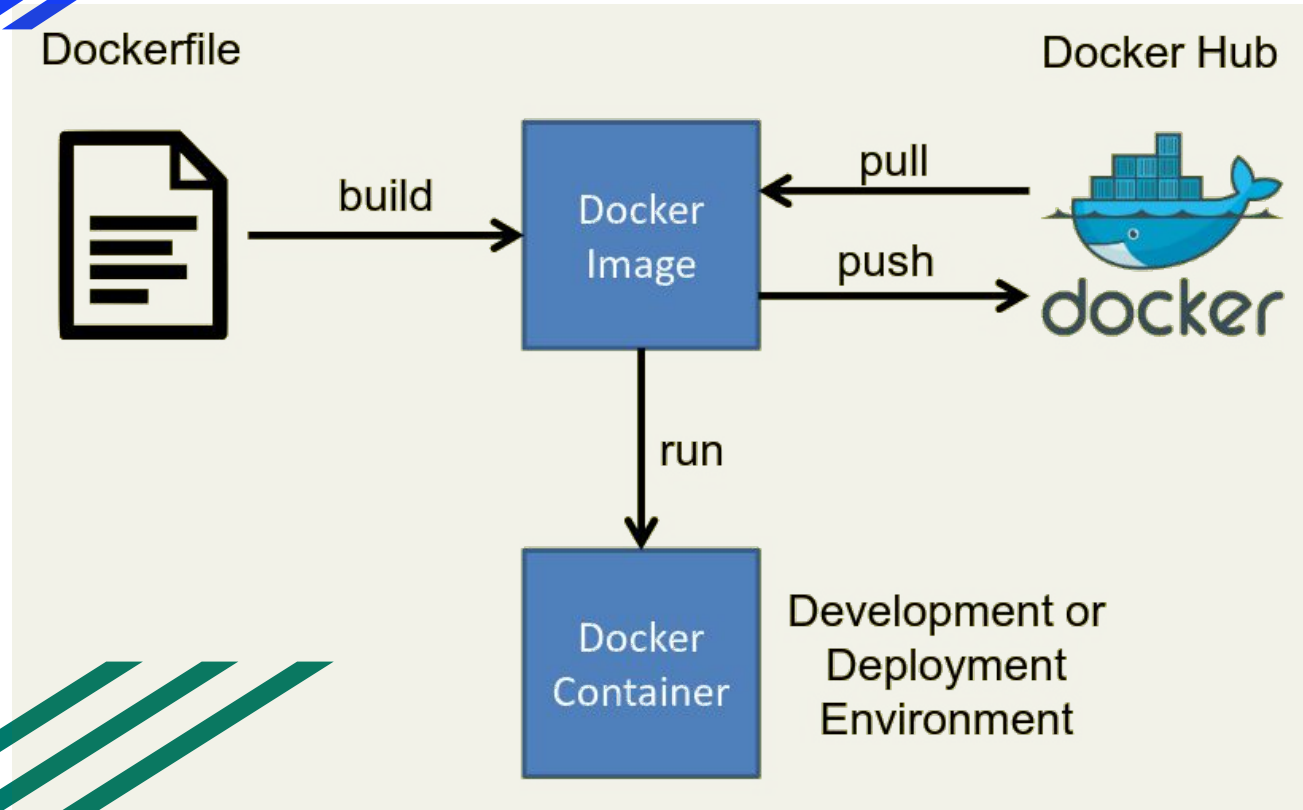 Dockerfile
Docker Hub
build
Docker
Image
pull
push
docker
run
Docker
Container
Development or
Deployment
Environment